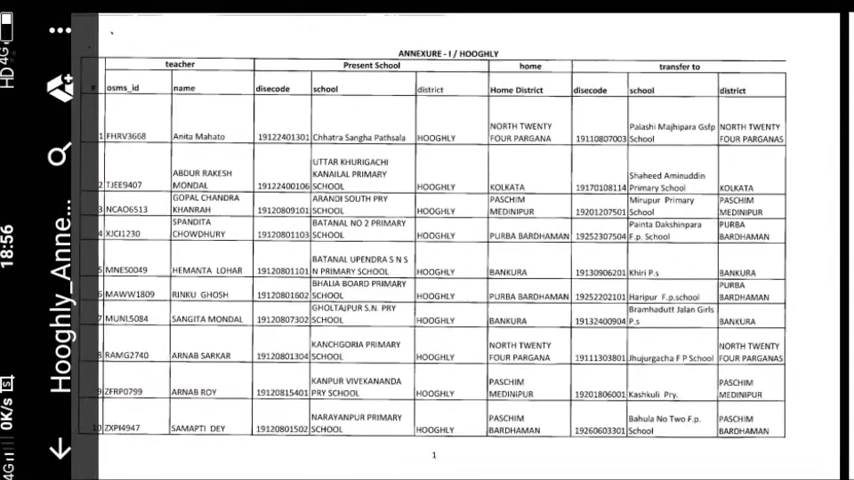 ANNEXURE - I / HOOGHLY
teacher Present School home transfer to
# osms_id name disecode school district Home District disecode school district
1 FHRV3668 Anita Mahato 19122401301 Chhatra Sangha Pathsala HOOGHLY NORTH TWENTY FOUR PARGANA 19110807003 Palashi Majhipara Gsfp School NORTH TWENTY FOUR PARGANAS
2 TJEE9407 ABDUR RAKESH MONDAL 19122400106 UTTAR KHURIGACHI KANAILAL PRIMARY SCHOOL HOOGHLY KOLKATA 19170108114 Shaheed Aminuddin Primary School KOLKATA
3 NCAO6513 GOPAL CHANDRA KHANRAH 19120809101 ARANDI SOUTH PRY SCHOOL HOOGHLY PASCHIM MEDINIPUR 19201207501 Mirupur Primary School PASCHIM MEDINIPUR
4 XJCI1230 SPANDITA CHOWDHURY 19120801103 BATANAL NO 2 PRIMARY SCHOOL HOOGHLY PURBA BARDHAMAN 19252307504 Painta Dakshinpara F.p. School PURBA BARDHAMAN
5 MNES0049 HEMANTA LOHAR 19120801101 BATANAL UPENDRA S N S N PRIMARY SCHOOL HOOGHLY BANKURA 19130906201 Khiri P.s BANKURA
6 MAWW1809 RINKU GHOSH 19120801602 BHALIA BOARD PRIMARY SCHOOL HOOGHLY PURBA BARDHAMAN 19252202101 Haripur F.p.school PURBA BARDHAMAN
7 MUNL5084 SANGITA MONDAL 19120807302 GHOLTAJPUR S.N. PRY SCHOOL HOOGHLY BANKURA 19132400904 Bramhadutt Jalan Girls P.s BANKURA
8 RAMG2740 ARNAB SARKAR 19120801304 KANCHGORIA PRIMARY SCHOOL HOOGHLY NORTH TWENTY FOUR PARGANA 19111303801 Jhujurgacha F P School NORTH TWENTY FOUR PARGANAS
9 ZFRP0799 ARNAB ROY 19120815401 KANPUR VIVEKANANDA PRY SCHOOL HOOGHLY PASCHIM MEDINIPUR 19201806001 Kashkuli Pry. PASCHIM MEDINIPUR
10 ZXPI4947 SAMAPTI DEY 19120801502 NARAYANPUR PRIMARY SCHOOL HOOGHLY PASCHIM BARDHAMAN 19260603301 Bahula No Two F.p. School PASCHIM BARDHAMAN
1
Hooghly_Anne...
18:56
HD 4G
4G 0K/s